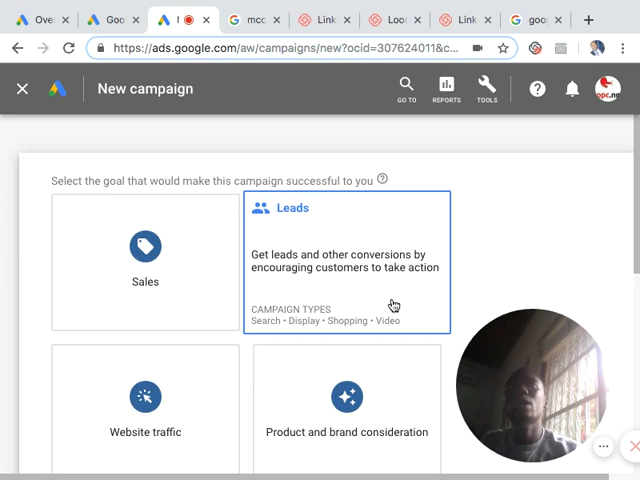 Over
Goo
mcc
Link
Loor
Link
goo
https://ads.google.com/aw/campaigns/new?ocid=307624011&c...
New campaign
GO TO
REPORTS
TOOLS
Select the goal that would make this campaign successful to you
Sales
Leads
Get leads and other conversions by
encouraging customers to take action
CAMPAIGN TYPES
Search • Display • Shopping • Video
Website traffic
Product and brand consideration